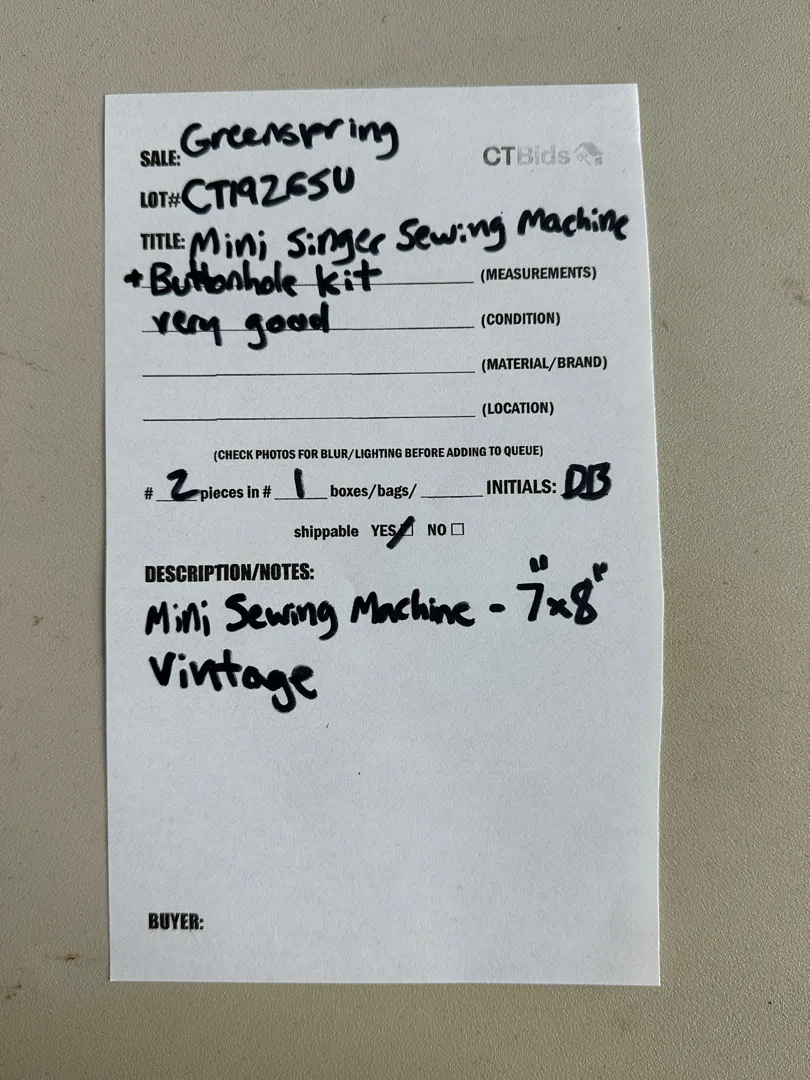 SALE: Greenspring
CTBids
LOT# CT1926SU
TITLE: Mini Singer Sewing Machine
+ Buttonhole kit (MEASUREMENTS)
very good (CONDITION)
(MATERIAL/BRAND)
(LOCATION)
(CHECK PHOTOS FOR BLUR/LIGHTING BEFORE ADDING TO QUEUE)
# 2 pieces in # 1 boxes/bags/ INITIALS: DB
shippable YES NO
DESCRIPTION/NOTES:
Mini Sewing Machine - 7"x8"
Vintage
BUYER: